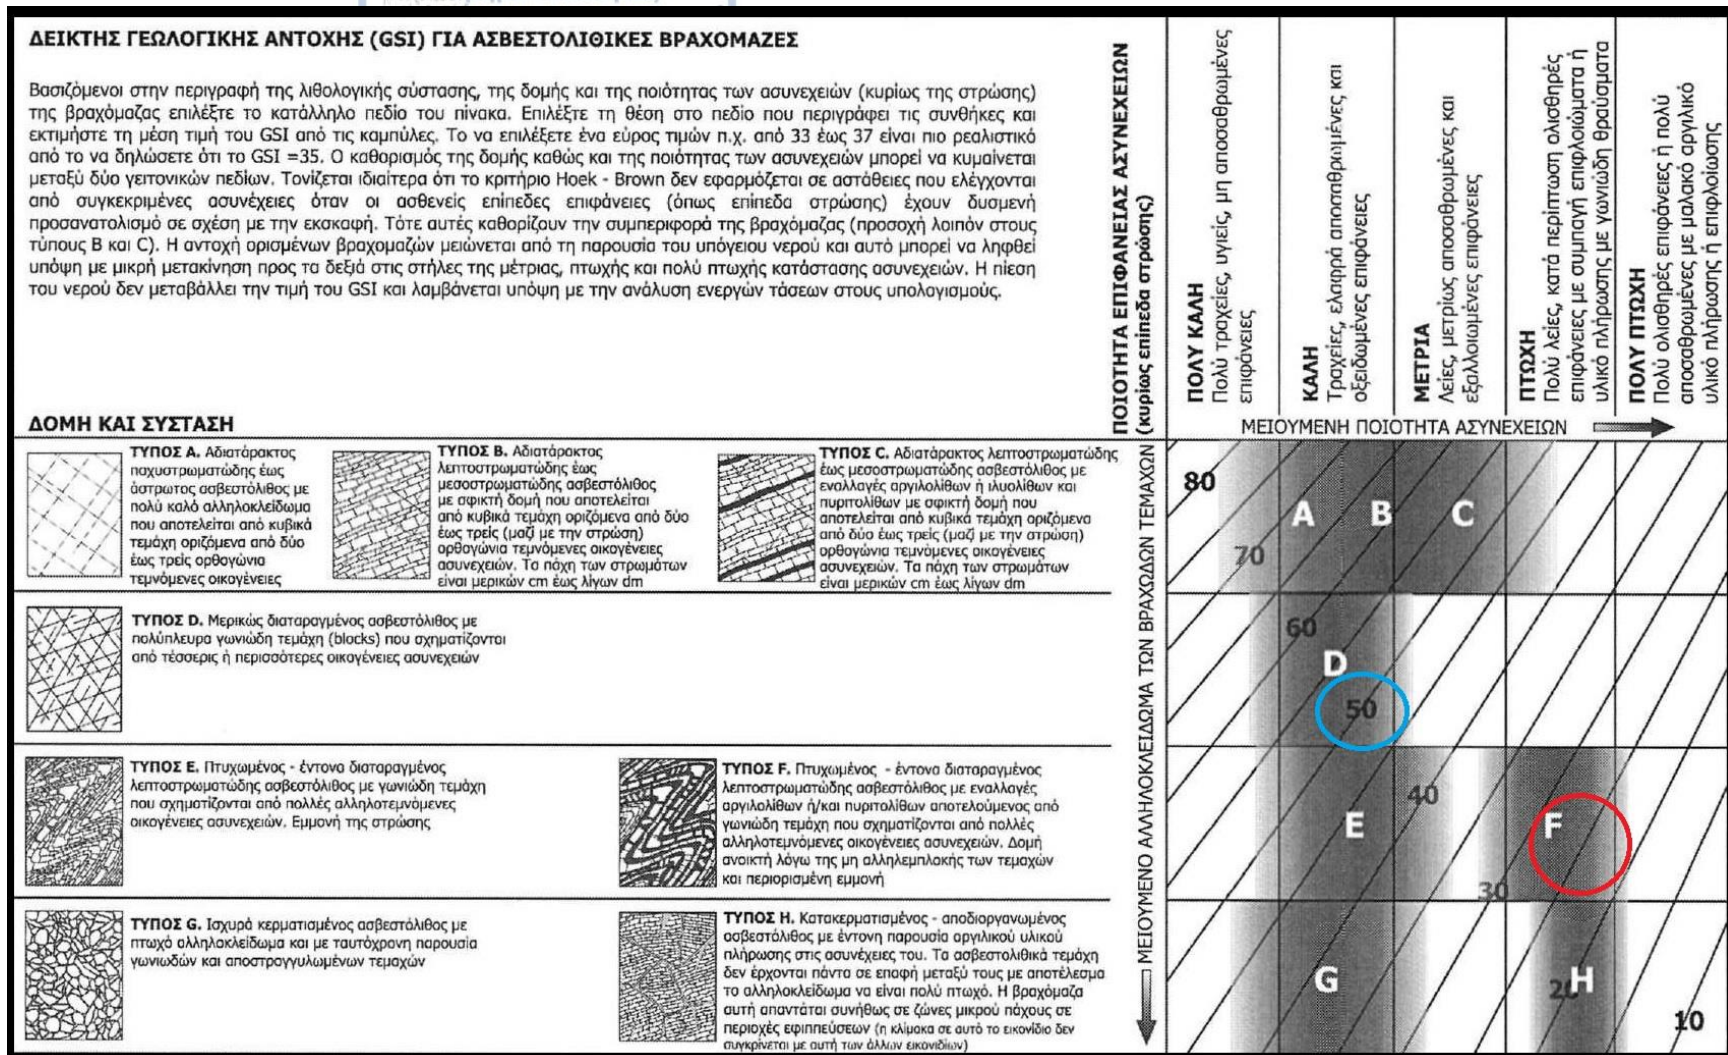 ΔΕΙΚΤΗΣ ΓΕΩΛΟΓΙΚΗΣ ΑΝΤΟΧΗΣ (GSI) ΓΙΑ ΑΣΒΕΣΤΟΛΙΘΙΚΕΣ ΒΡΑΧΟΜΑΖΕΣ
Βασιζόμενοι στην περιγραφή της λιθολογικής σύστασης, της δομής και της ποιότητας των ασυνεχειών (κυρίως της στρώσης)
της βραχόμαζας επιλέξτε το κατάλληλο πεδίο του πίνακα. Επιλέξτε τη θέση στο πεδίο που περιγράφει τις συνθήκες και
εκτιμήστε τη μέση τιμή του GSI από τις καμπύλες. Το να επιλέξετε ένα εύρος τιμών π.χ. από 33 έως 37 είναι πιο ρεαλιστικό
από το να δηλώσετε ότι το GSI =35. Ο καθορισμός της δομής καθώς και της ποιότητας των ασυνεχειών μπορεί να κυμαίνεται
μεταξύ δύο γειτονικών πεδίων. Τονίζεται ιδιαίτερα ότι το κριτήριο Hoek - Brown δεν εφαρμόζεται σε αστάθειες που ελέγχονται
από συγκεκριμένες ασυνέχειες όταν οι ασθενείς επίπεδες επιφάνειες (όπως επίπεδα στρώσης) έχουν δυσμενή
προσανατολισμό σε σχέση με την εκσκαφή. Τότε αυτές καθορίζουν την συμπεριφορά της βραχόμαζας (προσοχή λοιπόν στους
τύπους B και C). Η αντοχή ορισμένων βραχομαζών μειώνεται από τη παρουσία του υπόγειου νερού και αυτό μπορεί να ληφθεί
υπόψη με μικρή μετακίνηση προς τα δεξιά στις στήλες της μέτριας, πτωχής και πολύ πτωχής κατάστασης ασυνεχειών. Η πίεση
του νερού δεν μεταβάλλει την τιμή του GSI και λαμβάνεται υπόψη με την ανάλυση ενεργών τάσεων στους υπολογισμούς.
ΠΟΙΟΤΗΤΑ ΕΠΙΦΑΝΕΙΑΣ ΑΣΥΝΕΧΕΙΩΝ
(κυρίως επίπεδα στρώσης)
ΠΟΛΥ ΚΑΛΗ
Πολύ τραχείες, υγιείς, μη αποσαθρωμένες
επιφάνειες
ΚΑΛΗ
Τραχείες, ελαφρά αποσαθρωμένες και
οξειδωμένες επιφάνειες
ΜΕΤΡΙΑ
Λείες, μετρίως αποσαθρωμένες και
εξαλλοιωμένες επιφάνειες
ΠΤΩΧΗ
Πολύ λείες, κατά περίπτωση ολισθηρές
επιφάνειες με συμπαγή επιφλοιώματα ή
υλικό πλήρωσης με γωνιώδη θραύσματα
ΠΟΛΥ ΠΤΩΧΗ
Πολύ ολισθηρές επιφάνειες ή πολύ
αποσαθρωμένες με μαλακό αργιλικό
υλικό πλήρωσης ή επιφλοίωσης
ΔΟΜΗ ΚΑΙ ΣΥΣΤΑΣΗ
ΜΕΙΟΥΜΕΝΗ ΠΟΙΟΤΗΤΑ ΑΣΥΝΕΧΕΙΩΝ
ΜΕΙΟΥΜΕΝΟ ΑΛΛΗΛΟΚΛΕΙΔΩΜΑ ΤΩΝ ΒΡΑΧΩΔΩΝ ΤΕΜΑΧΩΝ
ΤΥΠΟΣ A. Αδιατάρακτος
παχυστρωματώδης έως
άστρωτος ασβεστόλιθος με
πολύ καλό αλληλοκλείδωμα
που αποτελείται από κυβικά
τεμάχη οριζόμενα από δύο
έως τρείς ορθογώνια
τεμνόμενες οικογένειες
ΤΥΠΟΣ B. Αδιατάρακτος
λεπτοστρωματώδης έως
μεσοστρωματώδης ασβεστόλιθος
με σφικτή δομή που αποτελείται
από κυβικά τεμάχη οριζόμενα από δύο
έως τρείς (μαζί με την στρώση)
ορθογώνια τεμνόμενες οικογένειες
ασυνεχειών. Τα πάχη των στρωμάτων
είναι μερικών cm έως λίγων dm
ΤΥΠΟΣ C. Αδιατάρακτο λεπτοστρωματώδης
έως μεσοστρωματώδης ασβεστόλιθος με
εναλλαγές αργιλολίθων ή ιλυολίθων και
πυριτολίθων με σφικτή δομή που
αποτελείται από κυβικά τεμάχη οριζόμενα
από δύο έως τρείς (μαζί με την στρώση)
ορθογώνια τεμνόμενες οικογένειες
ασυνεχειών. Τα πάχη των στρωμάτων
είναι μερικών cm έως λίγων dm
80
A B C
70
ΤΥΠΟΣ D. Μερικώς διαταραγμένος ασβεστόλιθος με
πολύπλευρα γωνιώδη τεμάχη (blocks) που σχηματίζονται
από τέσσερις ή περισσότερες οικογένειες ασυνεχειών
60
D
50
ΤΥΠΟΣ E. Πτυχωμένος - έντονα διαταραγμένος
λεπτοστρωματώδης ασβεστόλιθος με γωνιώδη τεμάχη
που σχηματίζονται από πολλές αλληλοτεμνόμενες
οικογένειες ασυνεχειών. Εμμονή της στρώσης
ΤΥΠΟΣ F. Πτυχωμένος - έντονα διαταραγμένος
λεπτοστρωματώδης ασβεστόλιθος με εναλλαγές
αργιλολίθων ή/και πυριτολίθων αποτελούμενος από
γωνιώδη τεμάχη που σχηματίζονται από πολλές
αλληλοτεμνόμενες οικογένειες ασυνεχειών. Δομή
ανοικτή λόγω της μη αλληλεμπλοκής των τεμαχών
και περιορισμένη εμμονή
40
E F
30
ΤΥΠΟΣ G. Ισχυρά κερματισμένος ασβεστόλιθος με
πτωχό αλληλοκλείδωμα και με ταυτόχρονη παρουσία
γωνιωδών και αποστραγγυλωμένων τεμαχών
ΤΥΠΟΣ H. Κατακερματισμένος - αποδιοργανωμένος
ασβεστόλιθος με έντονη παρουσία αργιλικού υλικού
πλήρωσης στις ασυνέχειες του. Τα ασβεστολιθικά τεμάχη
δεν έρχονται πάντα σε επαφή μεταξύ τους με αποτέλεσμα
το αλληλοκλείδωμα να είναι πολύ πτωχό. Η βραχόμαζα
αυτή απαντάται συνήθως σε ζώνες μικρού πάχους σε
περιοχές εφιππεύσεων (η κλίμακα σε αυτό το εικονίδιο δεν
συγκρίνεται με αυτή των άλλων εικονιδίων)
G 20 H
10